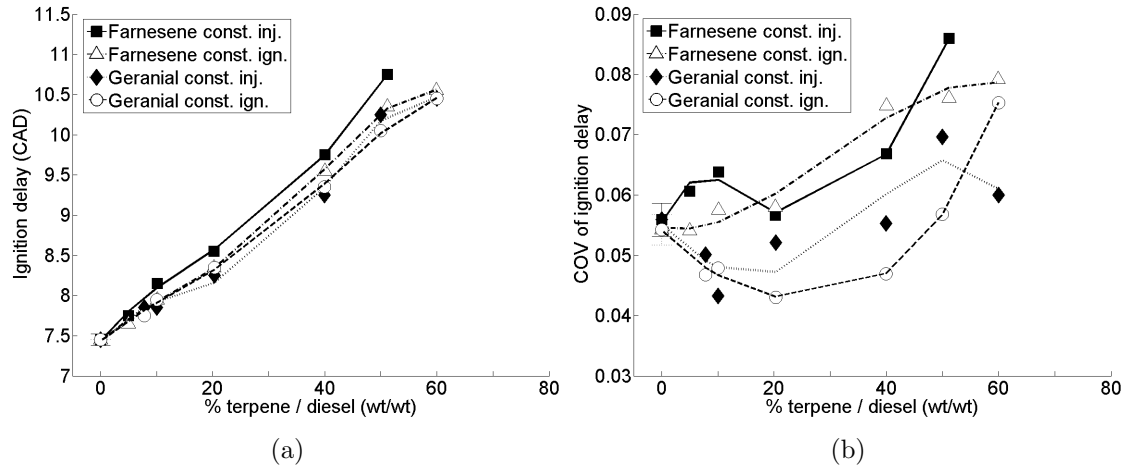 11.5
11
10.5
10
9.5
9
8.5
8
7.5
7
Ignition delay (CAD)
Farnesene const. inj.
Farnesene const. ign.
Geranial const. inj.
Geranial const. ign.
0 20 40 60 80
% terpene / diesel (wt/wt)
(a)
0.09
0.08
0.07
0.06
0.05
0.04
0.03
COV of ignition delay
Farnesene const. inj.
Farnesene const. ign.
Geranial const. inj.
Geranial const. ign.
0 20 40 60 80
% terpene / diesel (wt/wt)
(b)